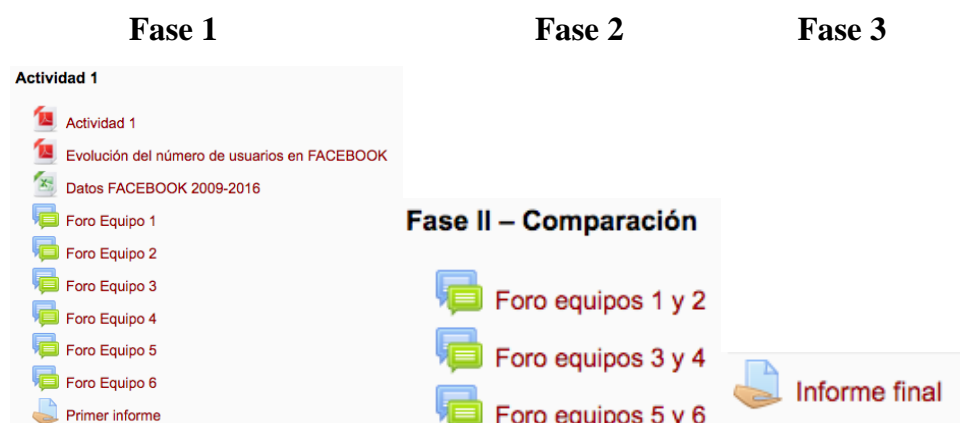 Fase 1
Fase 2
Fase 3
Actividad 1
Actividad 1
Evolución del número de usuarios en FACEBOOK
Datos FACEBOOK 2009-2016
Foro Equipo 1
Foro Equipo 2
Foro Equipo 3
Foro Equipo 4
Foro Equipo 5
Foro Equipo 6
Primer informe
Fase II – Comparación
Foro equipos 1 y 2
Foro equipos 3 y 4
Foro equipos 5 y 6
Informe final